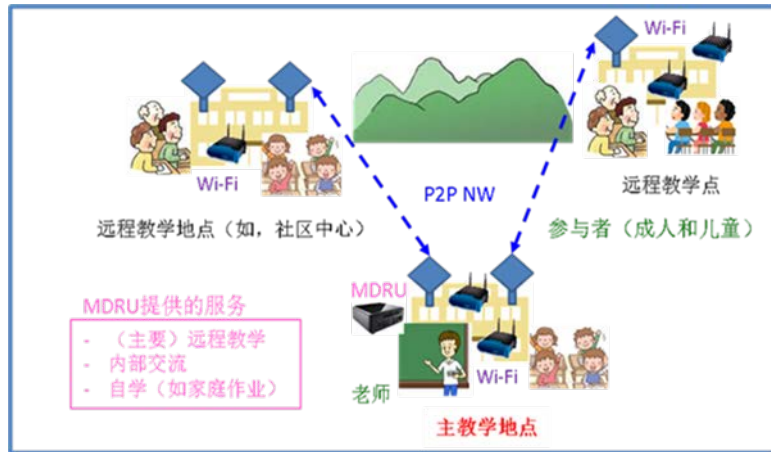 Wi-Fi
Wi-Fi
P2P NW
远程教学地点（如，社区中心）
远程教学点
参与者（成人和儿童）
MDRU提供的服务
- （主要）远程教学
- 内部交流
- 自学（如家庭作业）
MDRU
老师
Wi-Fi
主教学地点